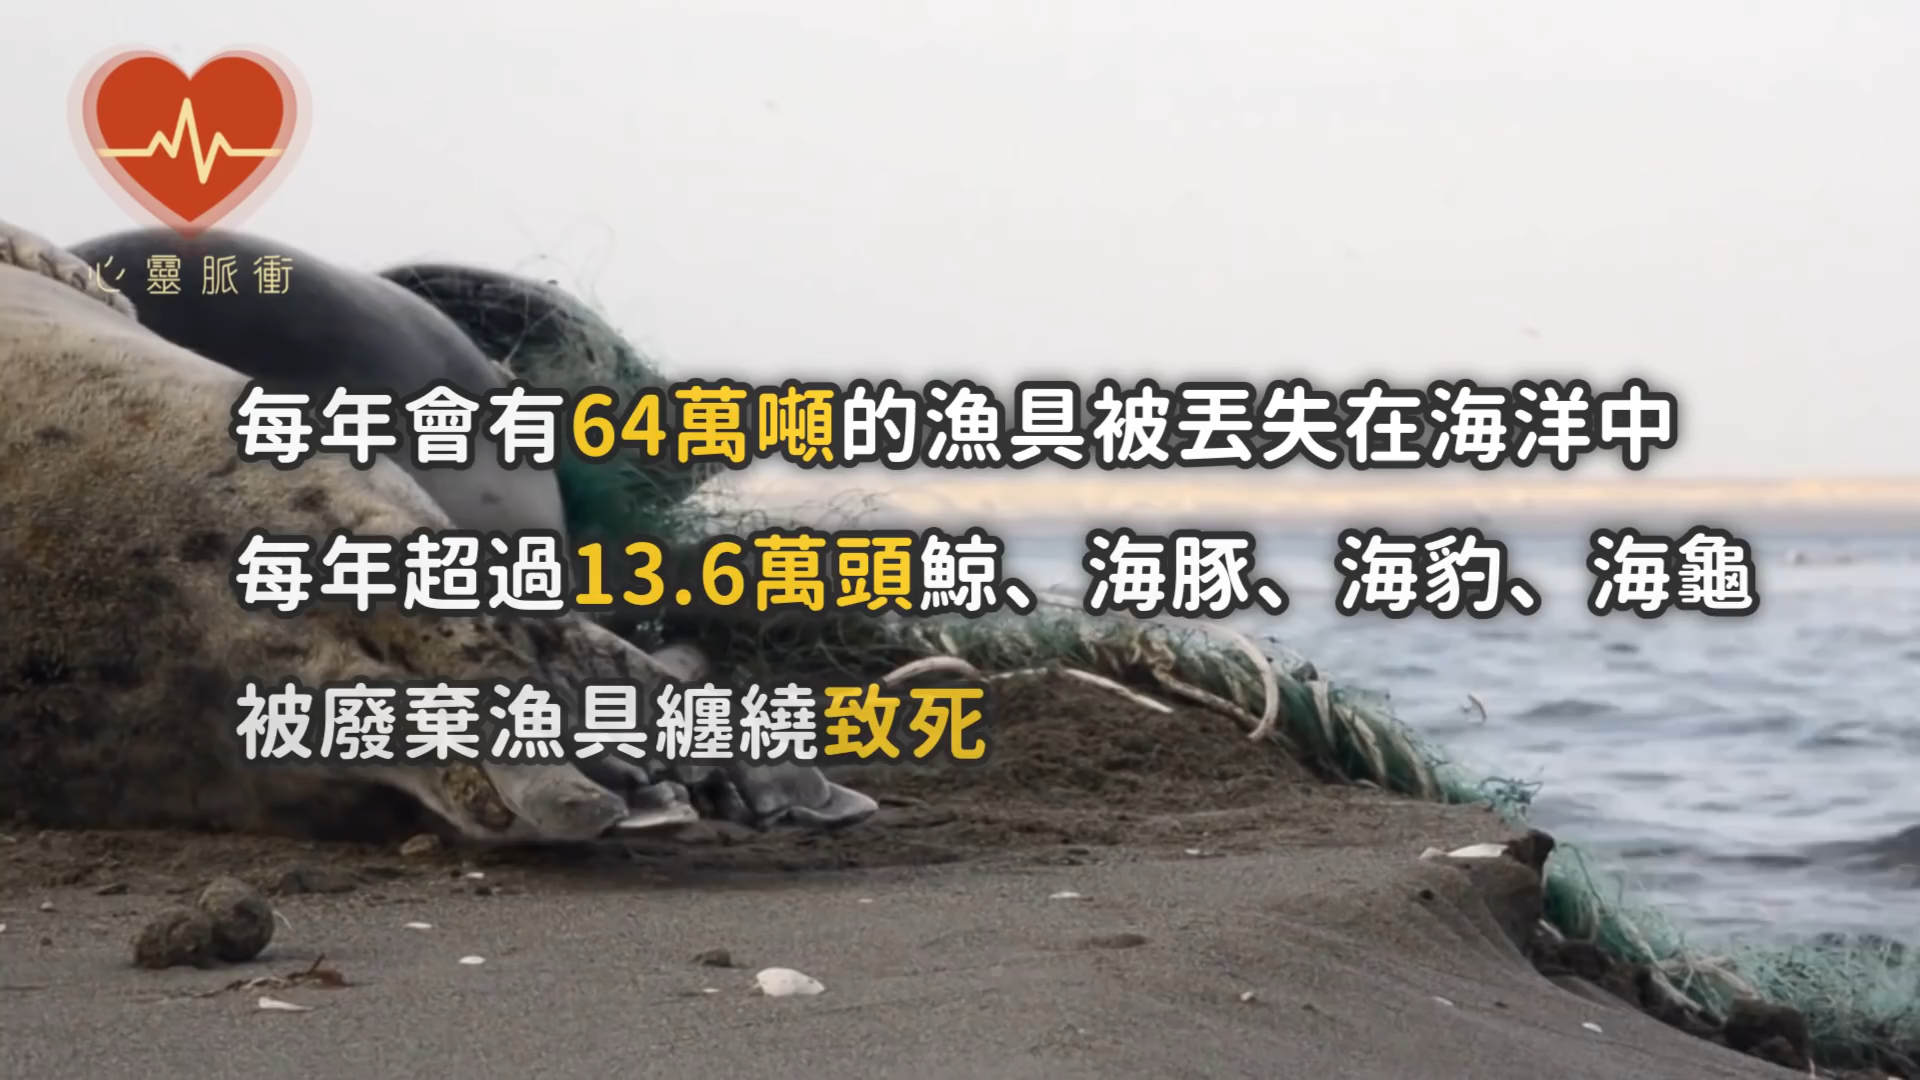 心靈脈衝
每年會有64萬噸的漁具被丟失在海洋中
每年超過13.6萬頭鯨、海豚、海豹、海龜
被廢棄漁具纏繞致死